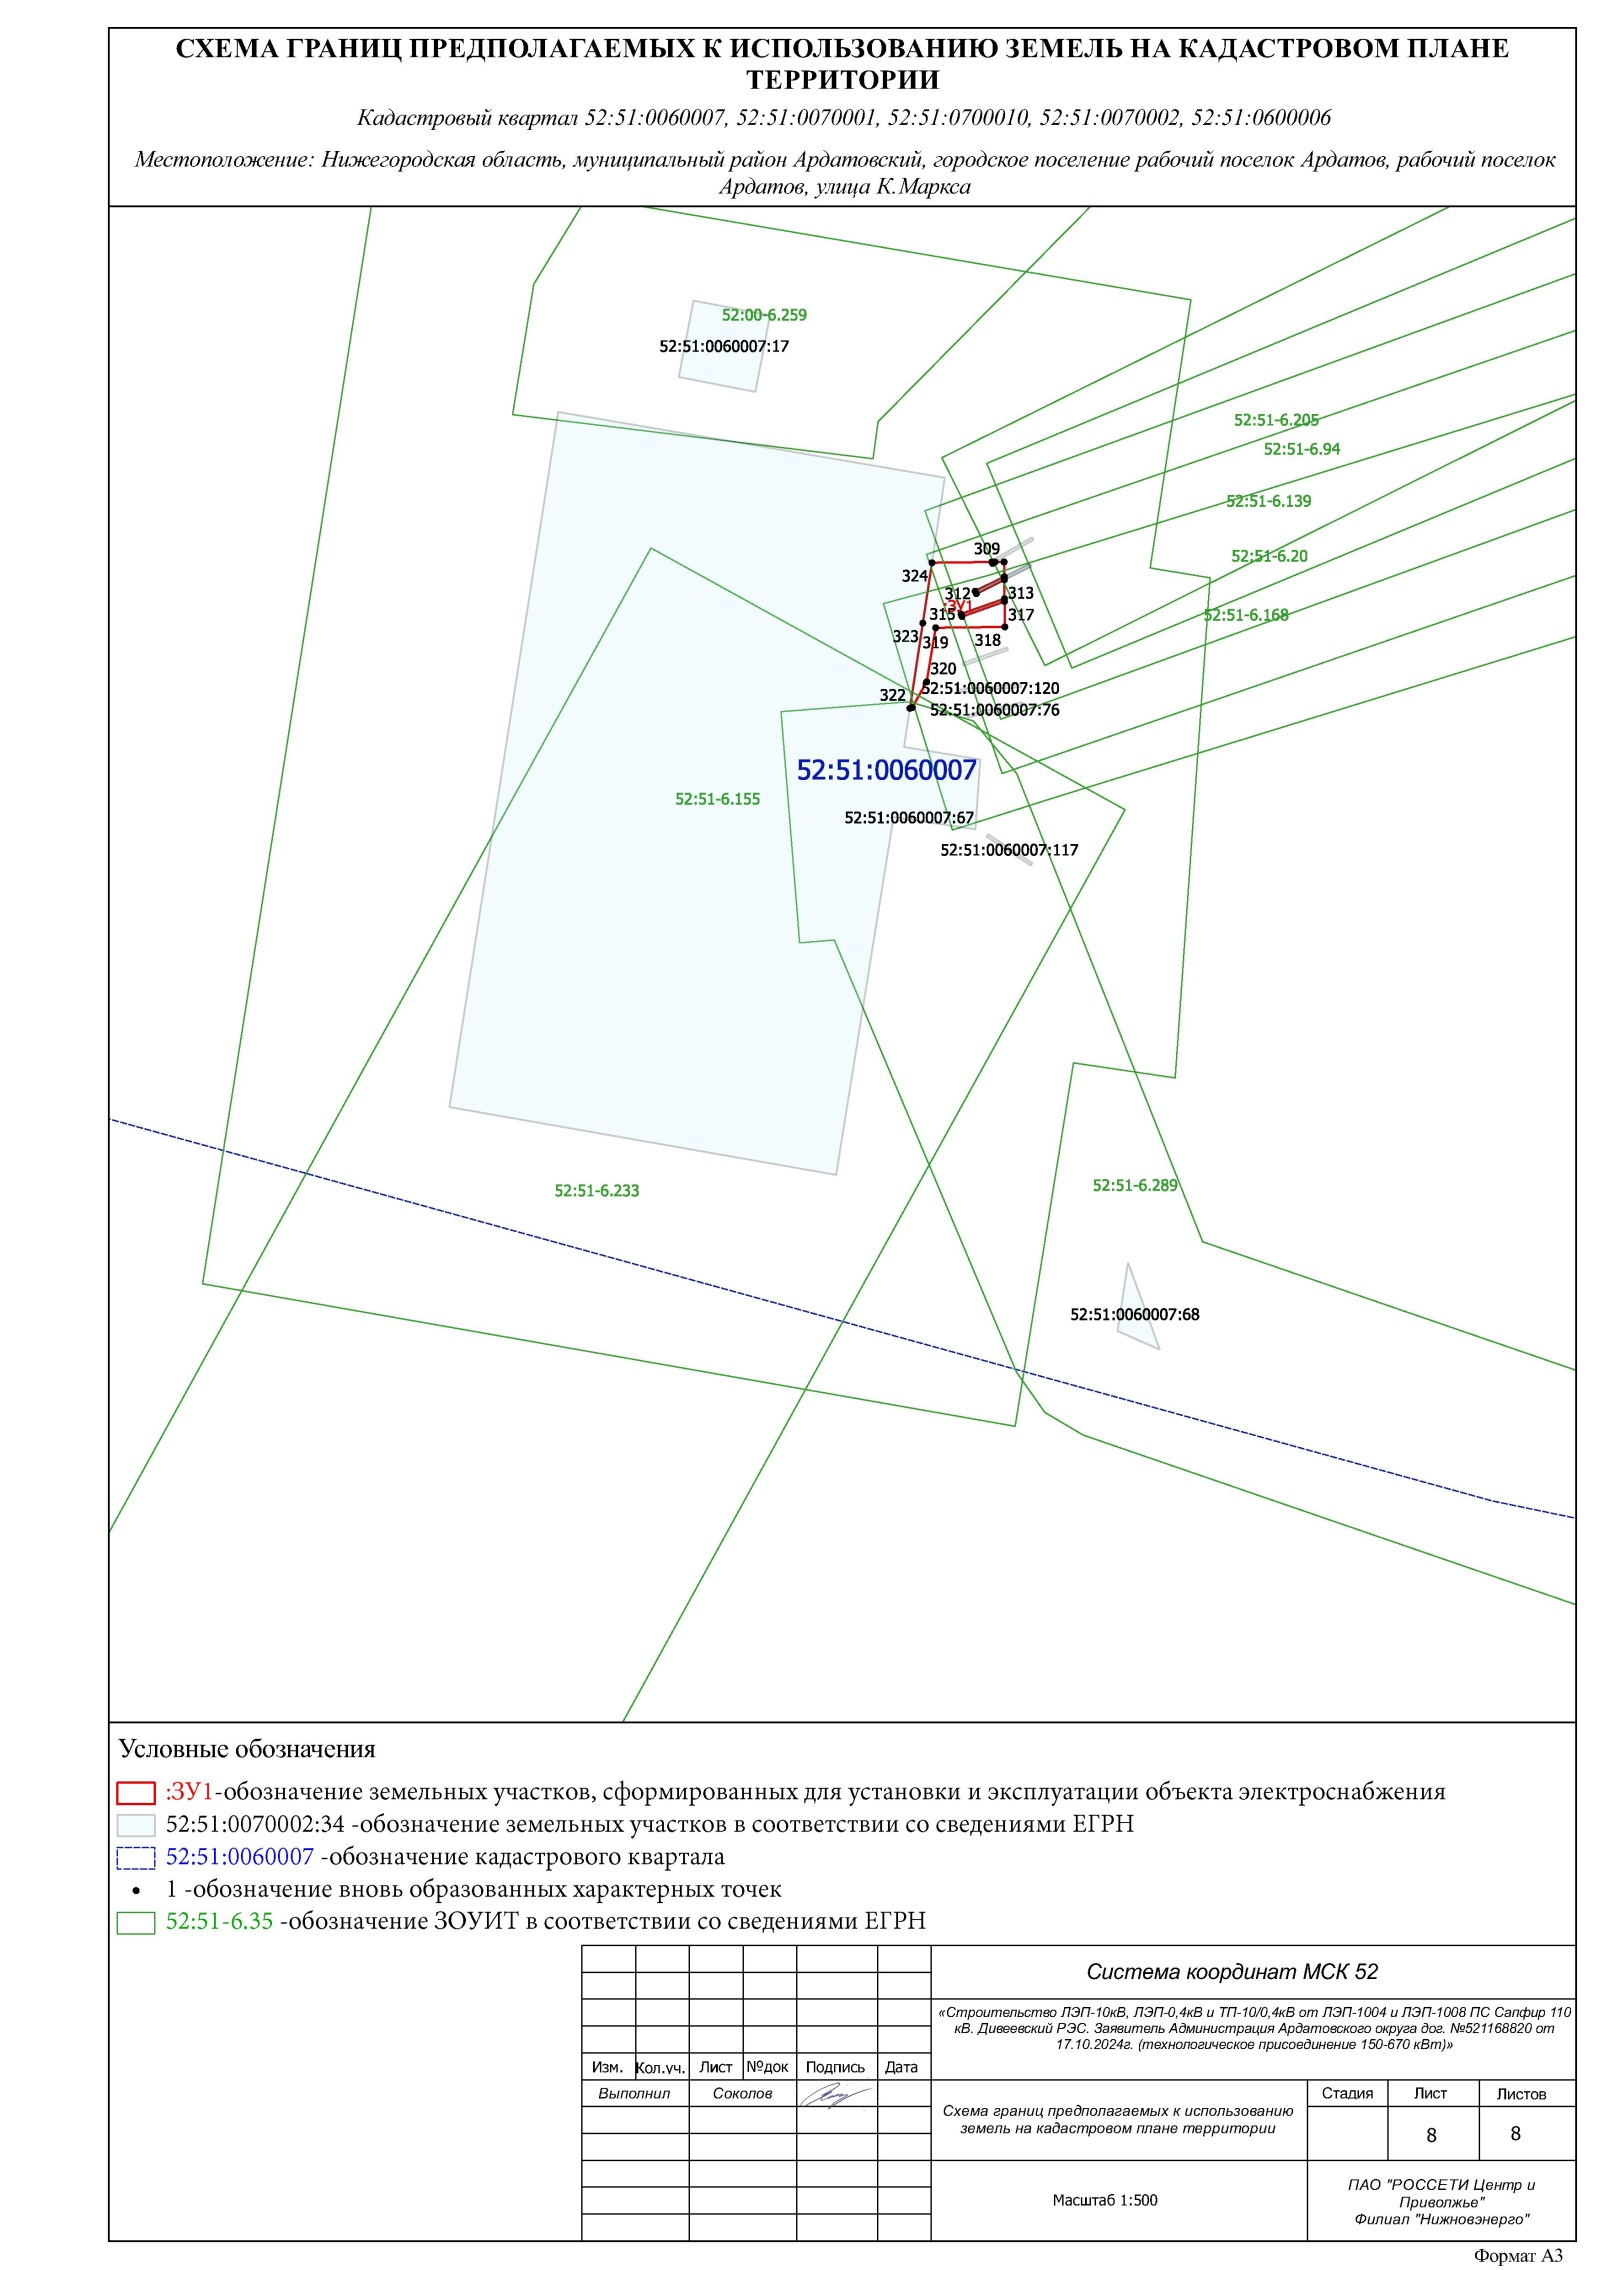 СХЕМА ГРАНИЦ ПРЕДПОЛАГАЕМЫХ К ИСПОЛЬЗОВАНИЮ ЗЕМЕЛЬ НА КАДАСТРОВОМ ПЛАНЕ
ТЕРРИТОРИИ
Кадастровый квартал 52:51:0060007, 52:51:0070001, 52:51:0700010, 52:51:0070002, 52:51:0600006
Местоположение: Нижегородская область, муниципальный район Ардатовский, городское поселение рабочий поселок Ардатов, рабочий поселок
Ардатов, улица К.Маркса
52:00-6.259
52:51:0060007:17
52:51-6.205
52:51-6.94
52:51-6.139
52:51-6.20
52:51-6.168
309
324
312
313
:ЗУ1
315
317
323
319
318
320
322
52:51:0060007:120
52:51:0060007:76
52:51:0060007
52:51-6.155
52:51:0060007:67
52:51:0060007:117
52:51-6.233
52:51-6.289
52:51:0060007:68
Условные обозначения
:ЗУ1-обозначение земельных участков, сформированных для установки и эксплуатации объекта электроснабжения
52:51:0070002:34 -обозначение земельных участков в соответствии со сведениями ЕГРН
52:51:0060007 -обозначение кадастрового квартала
1 -обозначение вновь образованных характерных точек
52:51-6.35 -обозначение ЗОУИТ в соответствии со сведениями ЕГРН
Система координат МСК 52
«Строительство ЛЭП-10кВ, ЛЭП-0,4кВ и ТП-10/0,4кВ от ЛЭП-1004 и ЛЭП-1008 ПС Сапфир 110
кВ. Дивеевский РЭС. Заявитель Администрация Ардатовского округа дог. №521168820 от
17.10.2024г. (технологическое присоединение 150-670 кВт)»
Изм. Кол.уч. Лист №док Подпись Дата
Выполнил Соколов
Схема границ предполагаемых к использованию
земель на кадастровом плане территории
Стадия Лист Листов
8 8
Масштаб 1:500
ПАО "РОССЕТИ Центр и
Приволжье"
Филиал "Нижновэнерго"
Формат А3